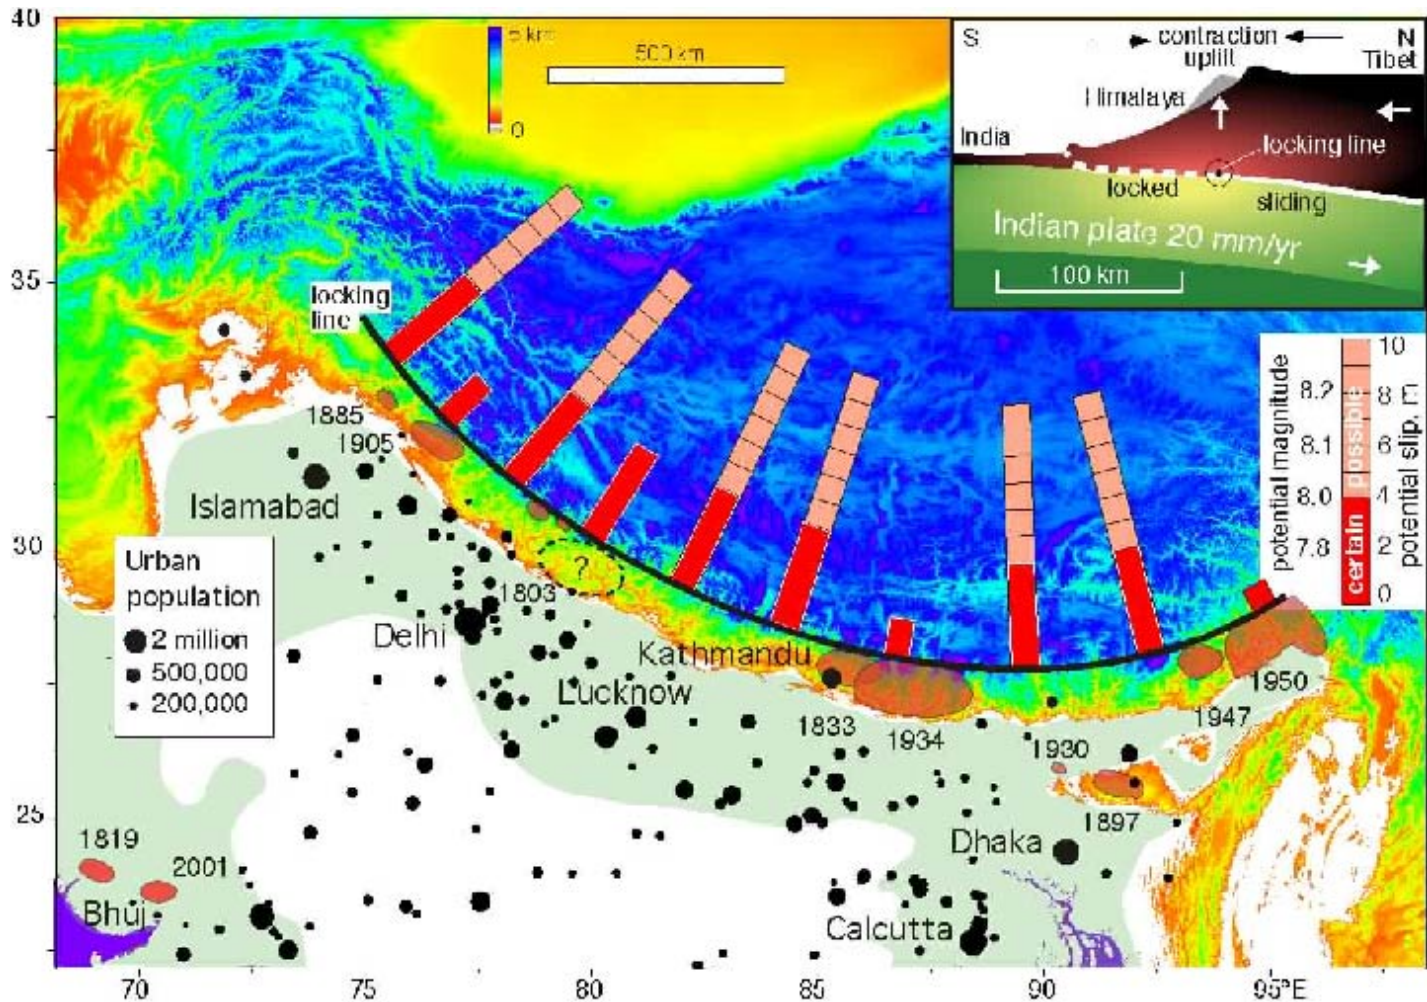 40
35
30
25
70
75
80
85
90
95°E
5 km
0
500 km
S
contraction
N
uplift
Tibet
Himalaya
India
locking line
locked
sliding
Indian plate 20 mm/yr
100 km
locking
line
1885
1905
Islamabad
?
1803
Urban
population
2 million
500,000
200,000
Delhi
Kathmandu
Lucknow
1833
1934
1930
1947
1950
1897
Dhaka
Calcutta
1819
2001
Bhuj
potential magnitude
8.2
8.1
8.0
7.8
certain
possible
10
8
6
4
2
0
potential slip, m